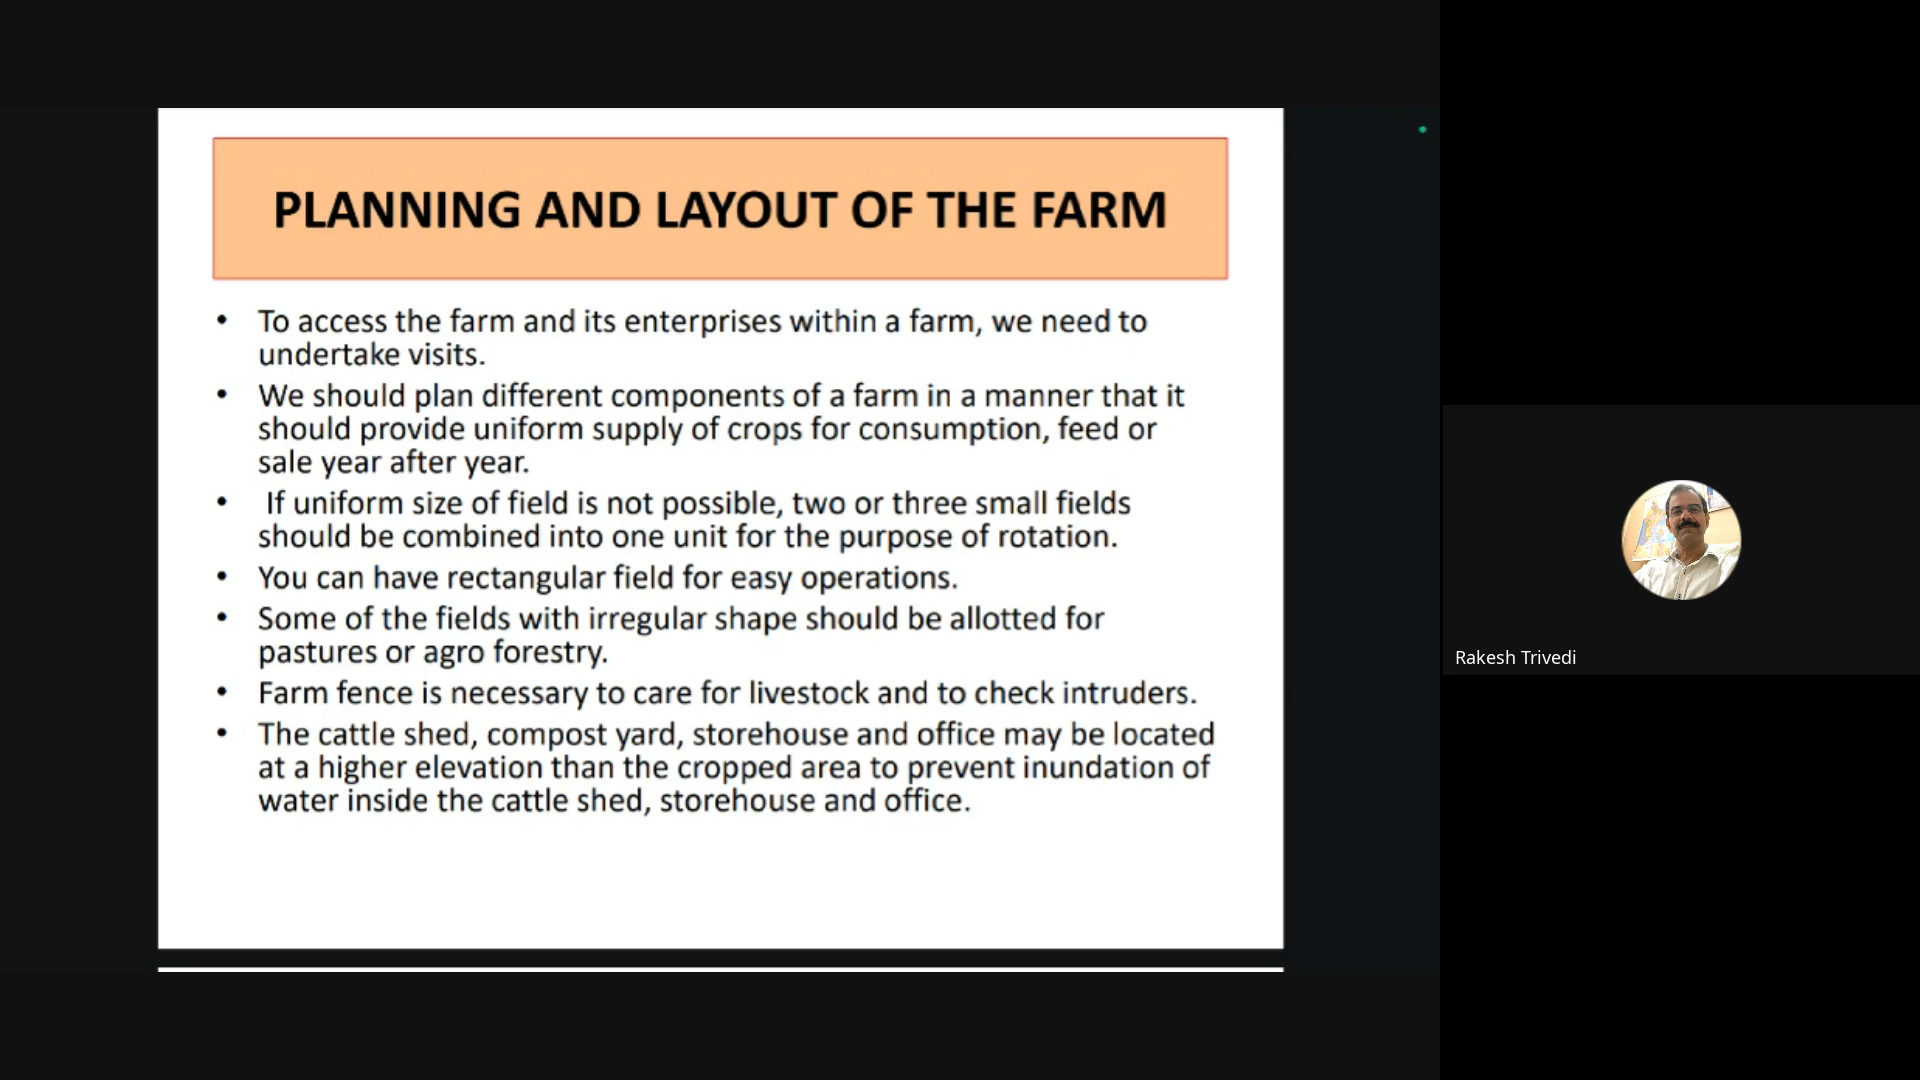 PLANNING AND LAYOUT OF THE FARM
• To access the farm and its enterprises within a farm, we need to
undertake visits.
• We should plan different components of a farm in a manner that it
should provide uniform supply of crops for consumption, feed or
sale year after year.
• If uniform size of field is not possible, two or three small fields
should be combined into one unit for the purpose of rotation.
• You can have rectangular field for easy operations.
• Some of the fields with irregular shape should be allotted for
pastures or agro forestry.
• Farm fence is necessary to care for livestock and to check intruders.
• The cattle shed, compost yard, storehouse and office may be located
at a higher elevation than the cropped area to prevent inundation of
water inside the cattle shed, storehouse and office.
Rakesh Trivedi